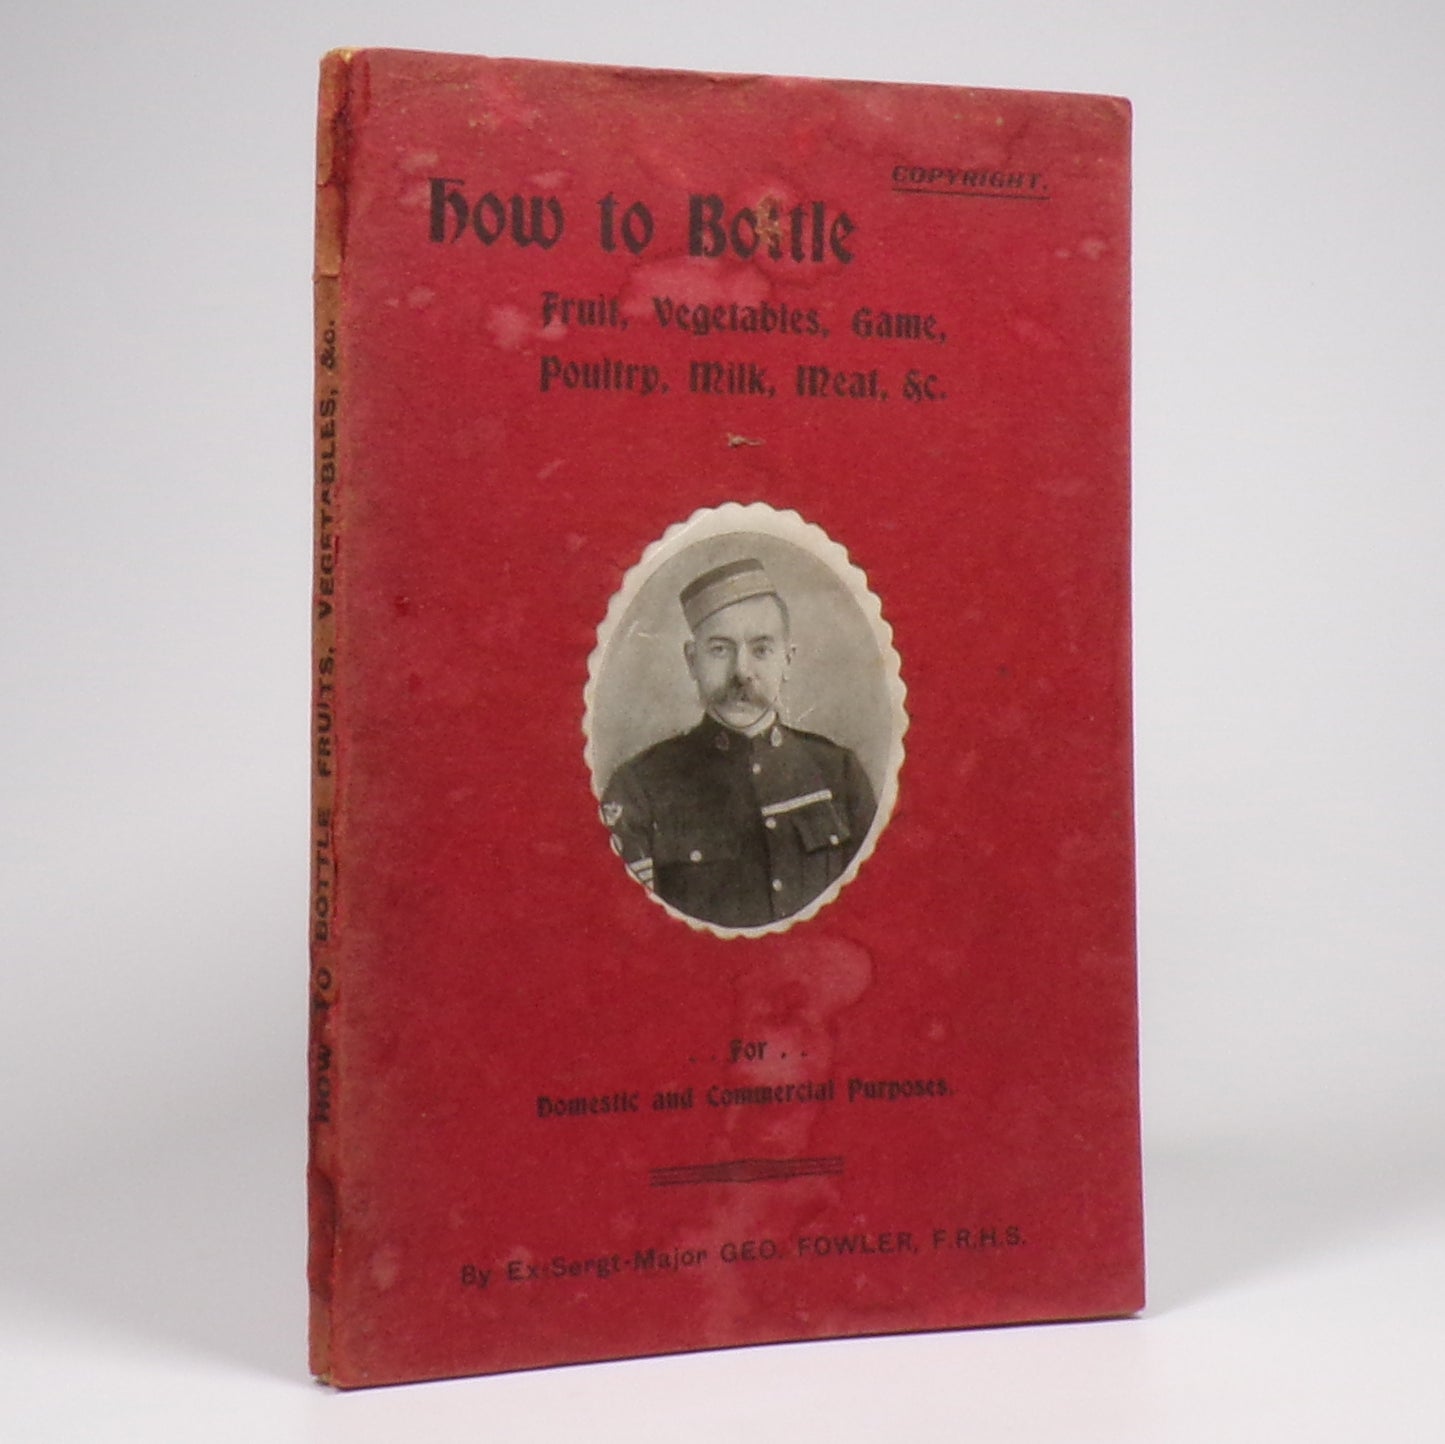 COPYRIGHT.
How to Bottle
Fruit, Vegetables, Game,
Poultry, Milk, Meat, &c.
. . For . .
Domestic and Commercial Purposes.
By Ex-Sergt-Major GEO. FOWLER, F.R.H.S.
HOW TO BOTTLE FRUITS, VEGETABLES, &c.